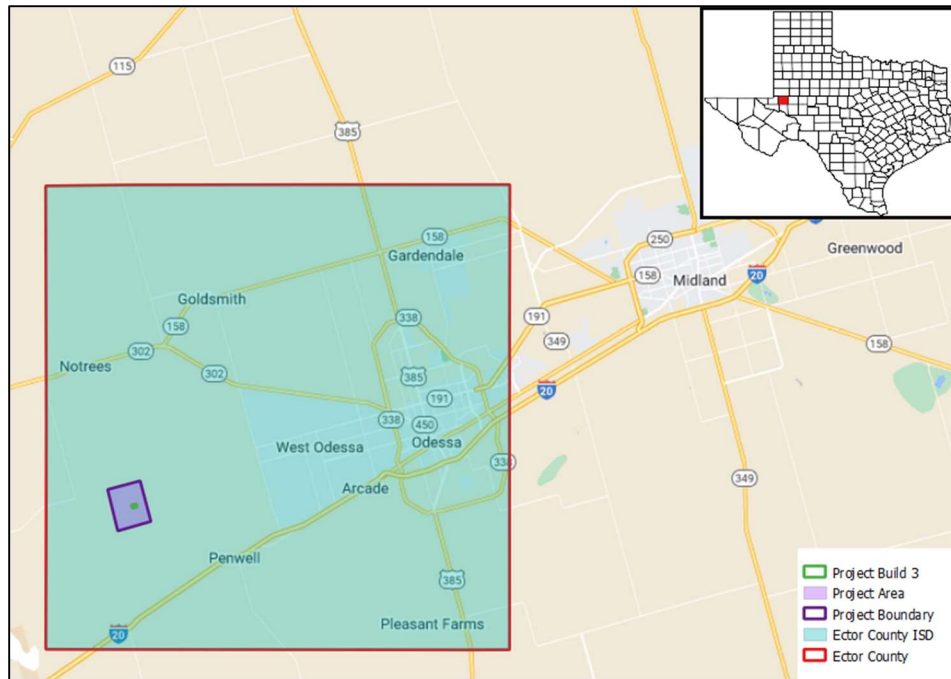 115
385
158
Gardendale
250
158
Midland
20
Greenwood
Goldsmith
158
338
191
349
302
Notrees
302
385
191
20
158
338
450
West Odessa
Odessa
338
Arcade
349
Penwell
385
Pleasant Farms
20
Project Build 3
Project Area
Project Boundary
Ector County ISD
Ector County